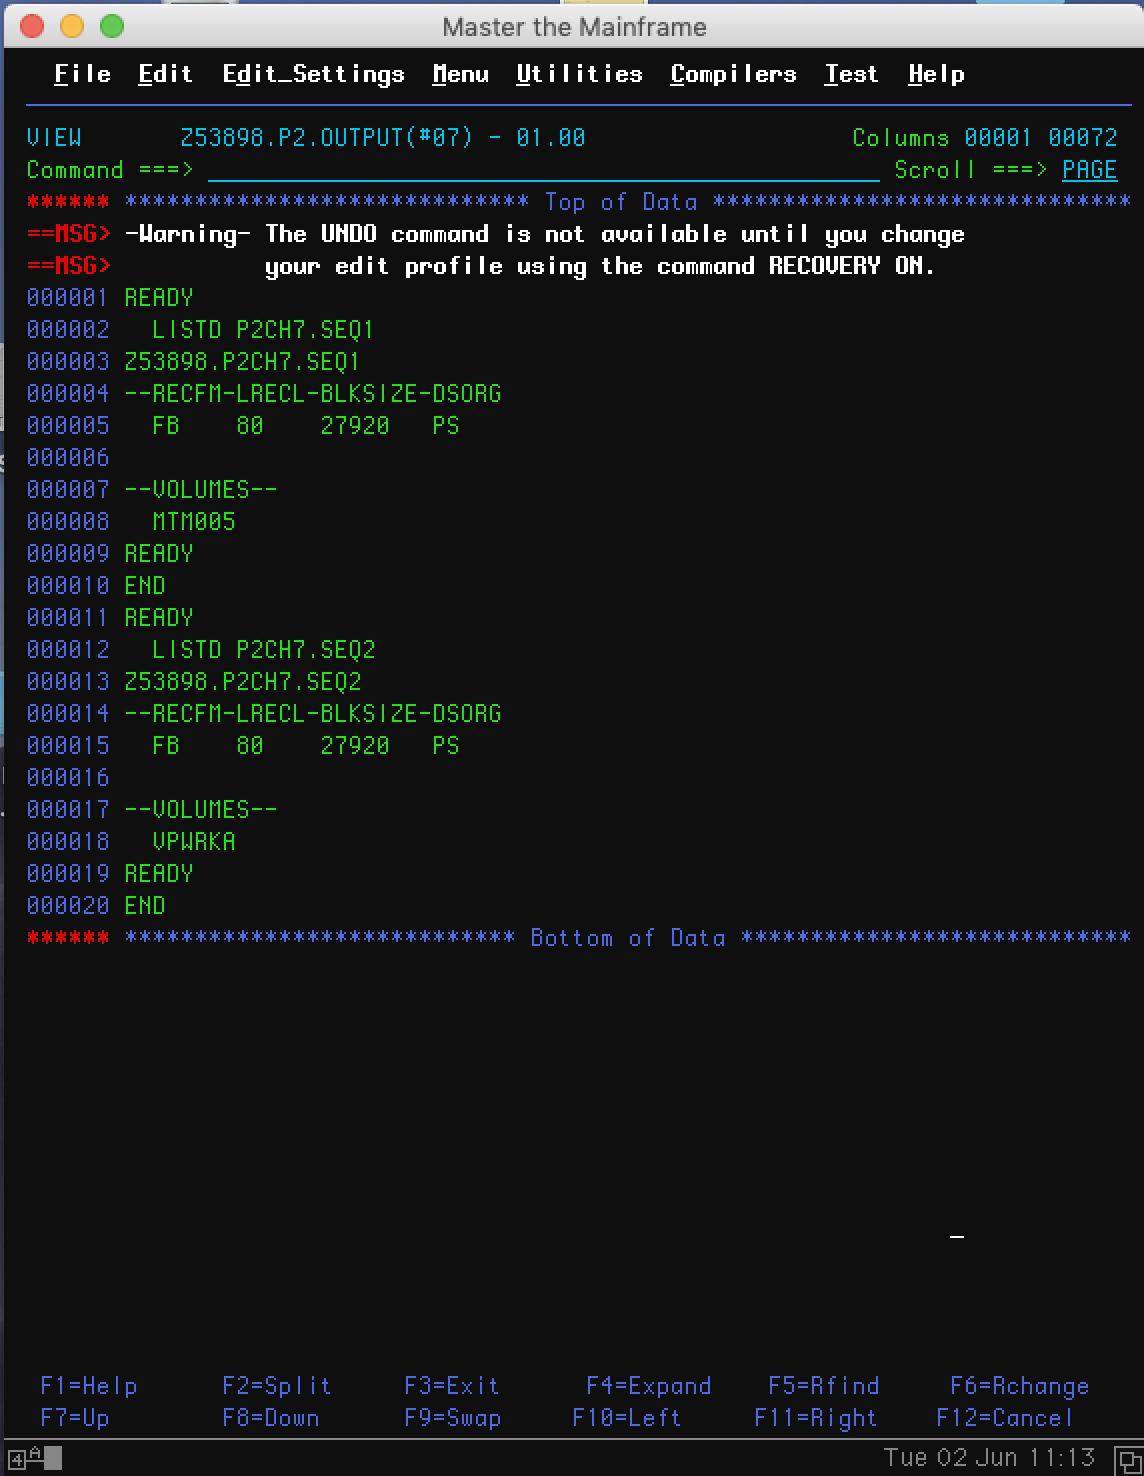 Master the Mainframe
File Edit Edit_Settings Menu Utilities Compilers Test Help
VIEW Z53898.P2.OUTPUT(#07) - 01.00 Columns 00001 00072
Command ===> Scroll ===> PAGE
****** ***************************** Top of Data ******************************
==MSG> -Warning- The UNDO command is not available until you change
==MSG> your edit profile using the command RECOVERY ON.
000001 READY
000002 LISTD P2CH7.SEQ1
000003 Z53898.P2CH7.SEQ1
000004 --RECFM-LRECL-BLKSIZE-DSORG
000005 FB 80 27920 PS
000006
000007 --VOLUMES--
000008 MTM005
000009 READY
000010 END
000011 READY
000012 LISTD P2CH7.SEQ2
000013 Z53898.P2CH7.SEQ2
000014 --RECFM-LRECL-BLKSIZE-DSORG
000015 FB 80 27920 PS
000016
000017 --VOLUMES--
000018 VPWRKA
000019 READY
000020 END
****** **************************** Bottom of Data ****************************
F1=Help F2=Split F3=Exit F4=Expand F5=Rfind F6=Rchange
F7=Up F8=Down F9=Swap F10=Left F11=Right F12=Cancel
4 A Tue 02 Jun 11:13